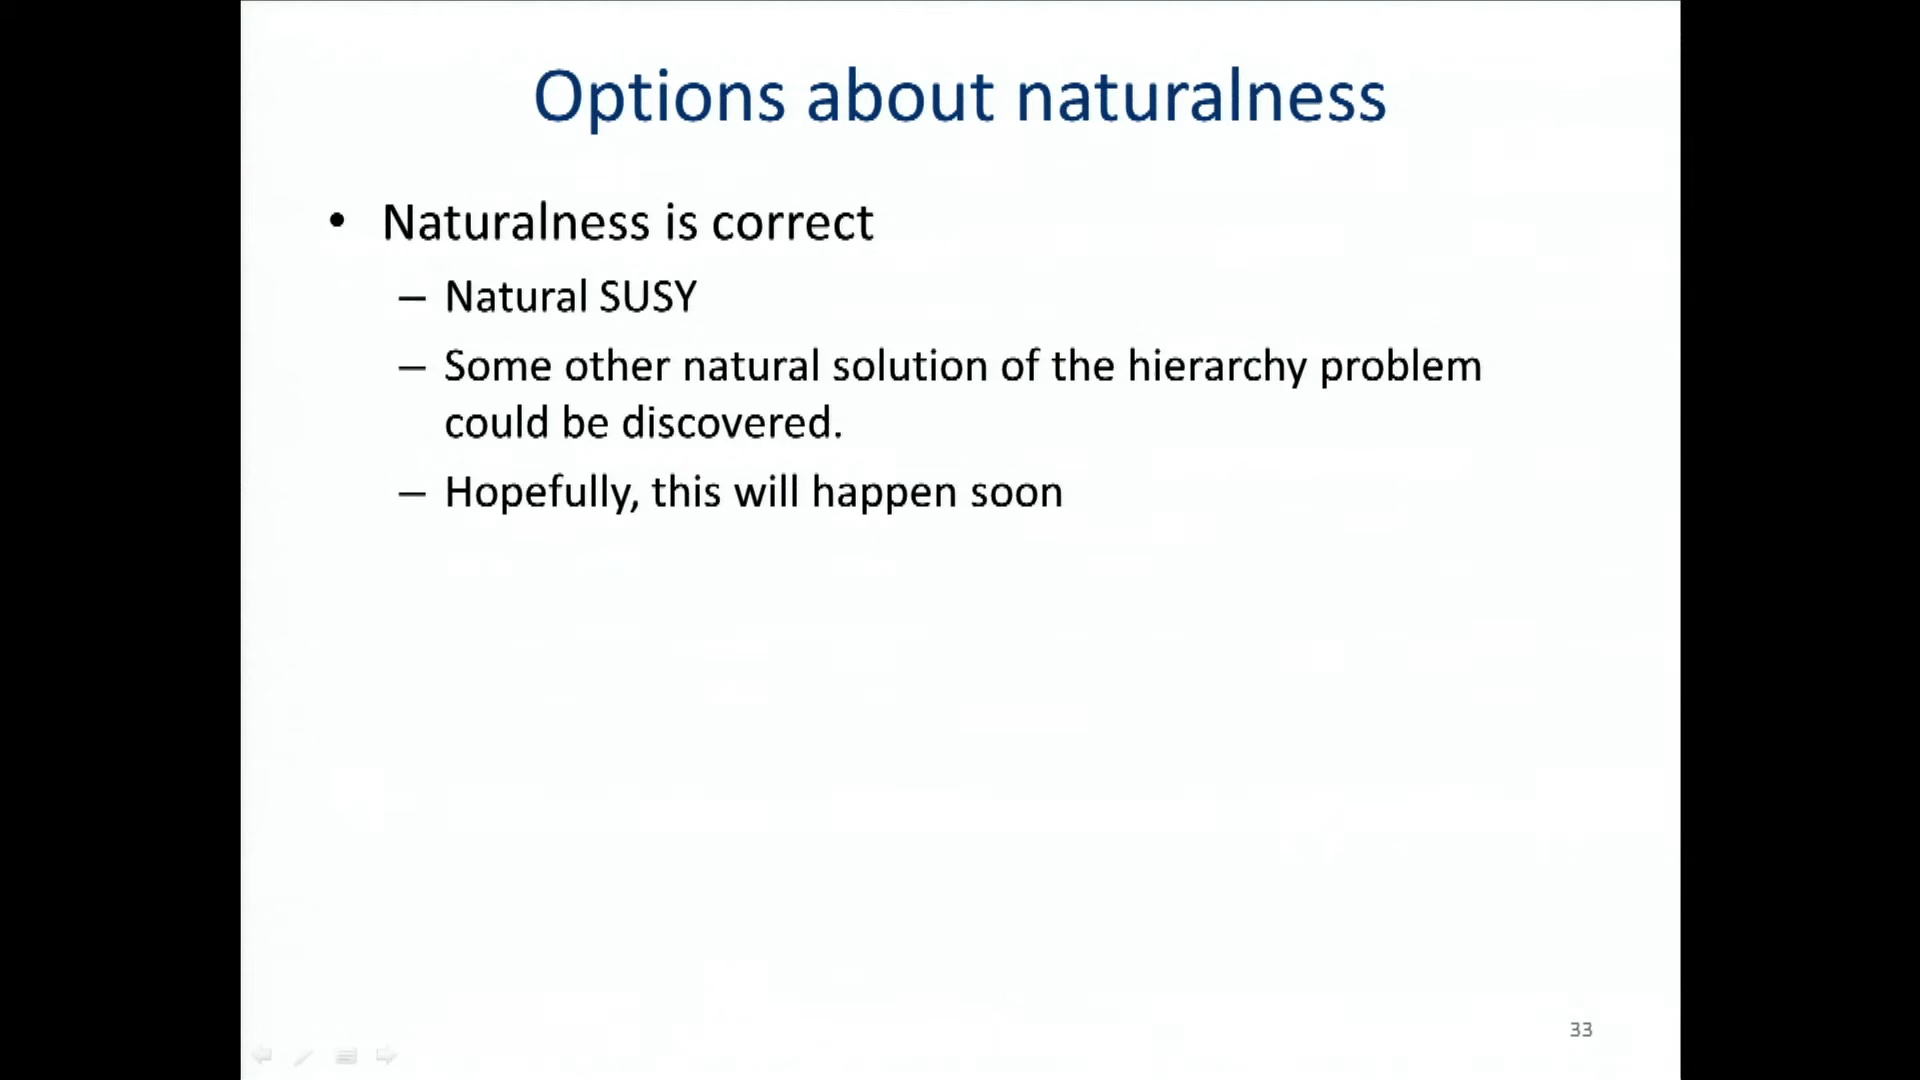 Options about naturalness
• Naturalness is correct
– Natural SUSY
– Some other natural solution of the hierarchy problem
could be discovered.
– Hopefully, this will happen soon
33